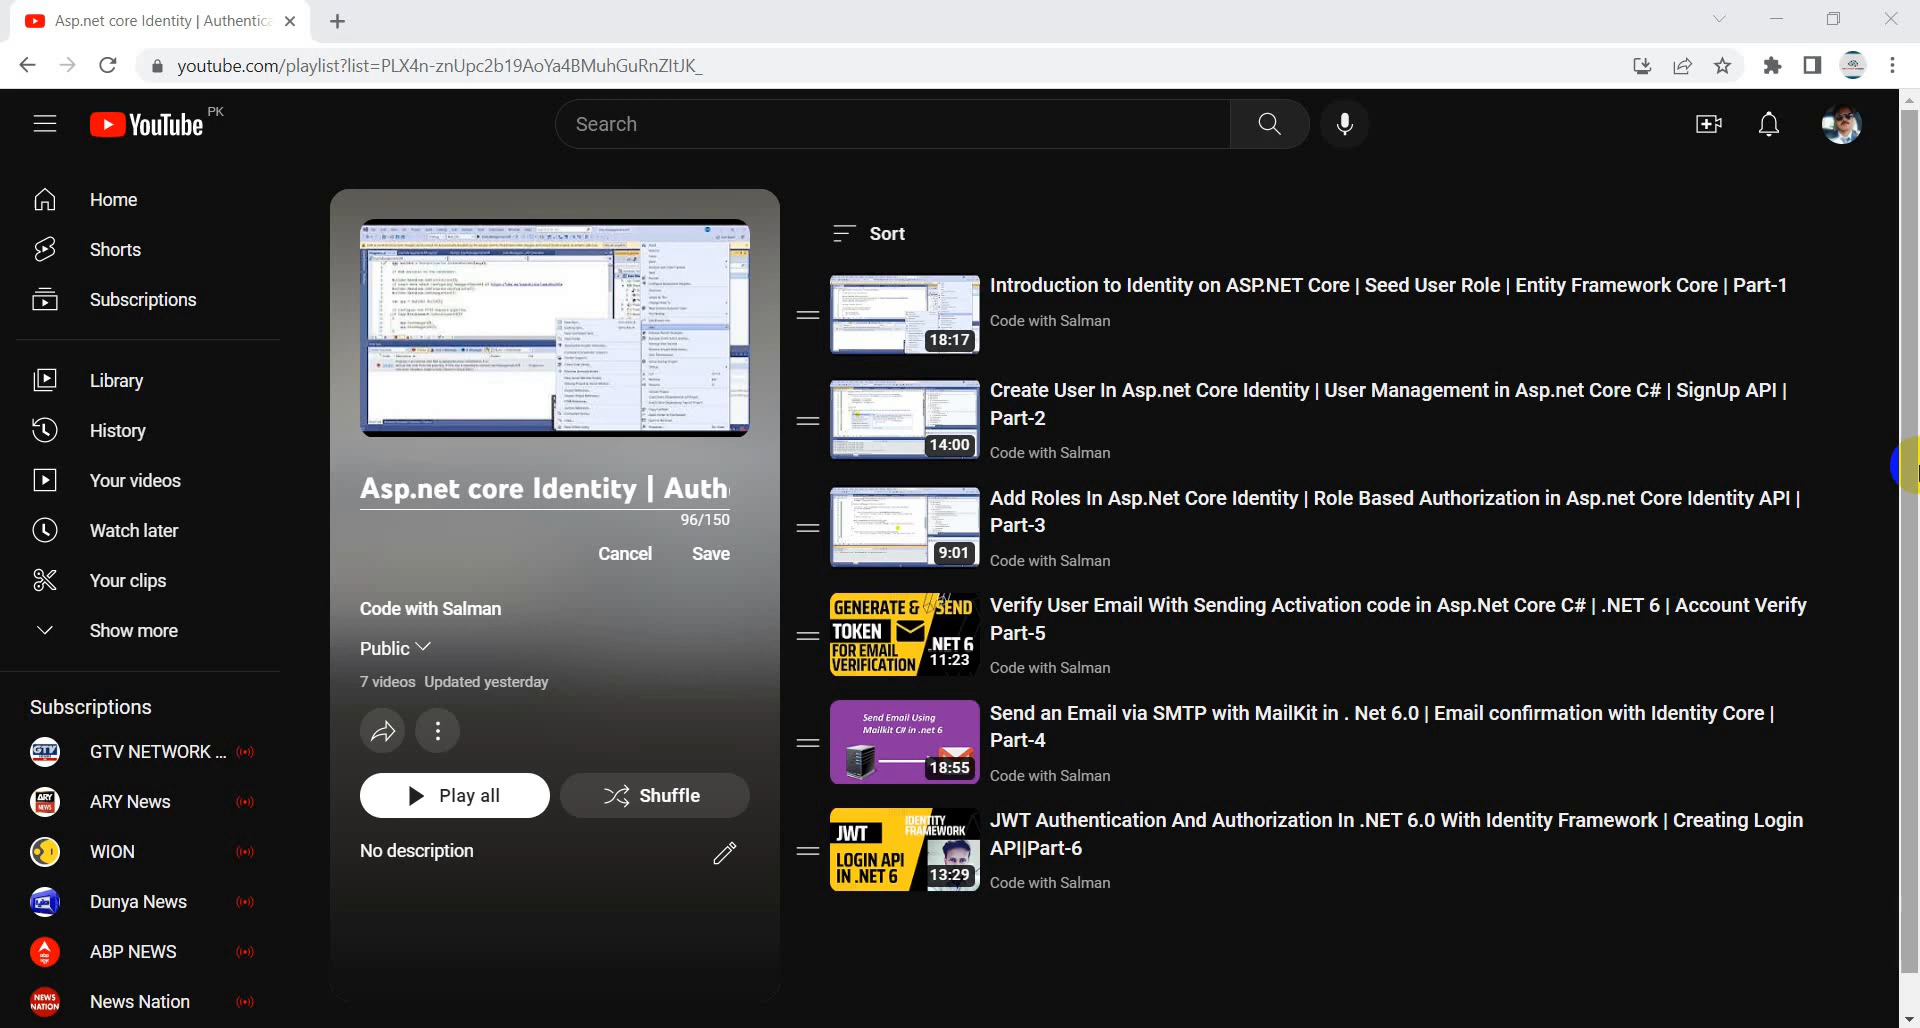 Asp.net core Identity | Authentica
youtube.com/playlist?list=PLX4n-znUpc2b19AoYa4BMuhGuRnZItJK_
YouTube PK
Search
Home
Shorts
Subscriptions
Library
History
Your videos
Watch later
Your clips
Show more
Subscriptions
GTV NETWORK ...
ARY News
WION
Dunya News
ABP NEWS
News Nation
Asp.net core Identity | Auth
96/150
Cancel Save
Code with Salman
Public
7 videos Updated yesterday
Play all
Shuffle
No description
Sort
18:17
Introduction to Identity on ASP.NET Core | Seed User Role | Entity Framework Core | Part-1
Code with Salman
14:00
Create User In Asp.net Core Identity | User Management in Asp.net Core C# | SignUp API |
Part-2
Code with Salman
9:01
Add Roles In Asp.Net Core Identity | Role Based Authorization in Asp.net Core Identity API |
Part-3
Code with Salman
GENERATE & SEND
TOKEN
FOR EMAIL
VERIFICATION
.NET 6
11:23
Verify User Email With Sending Activation code in Asp.Net Core C# | .NET 6 | Account Verify
Part-5
Code with Salman
Send Email Using
Mailkit C# in .net 6
18:55
Send an Email via SMTP with MailKit in . Net 6.0 | Email confirmation with Identity Core |
Part-4
Code with Salman
JWT
LOGIN API
IN .NET 6
IDENTITY
FRAMEWORK
13:29
JWT Authentication And Authorization In .NET 6.0 With Identity Framework | Creating Login
API||Part-6
Code with Salman